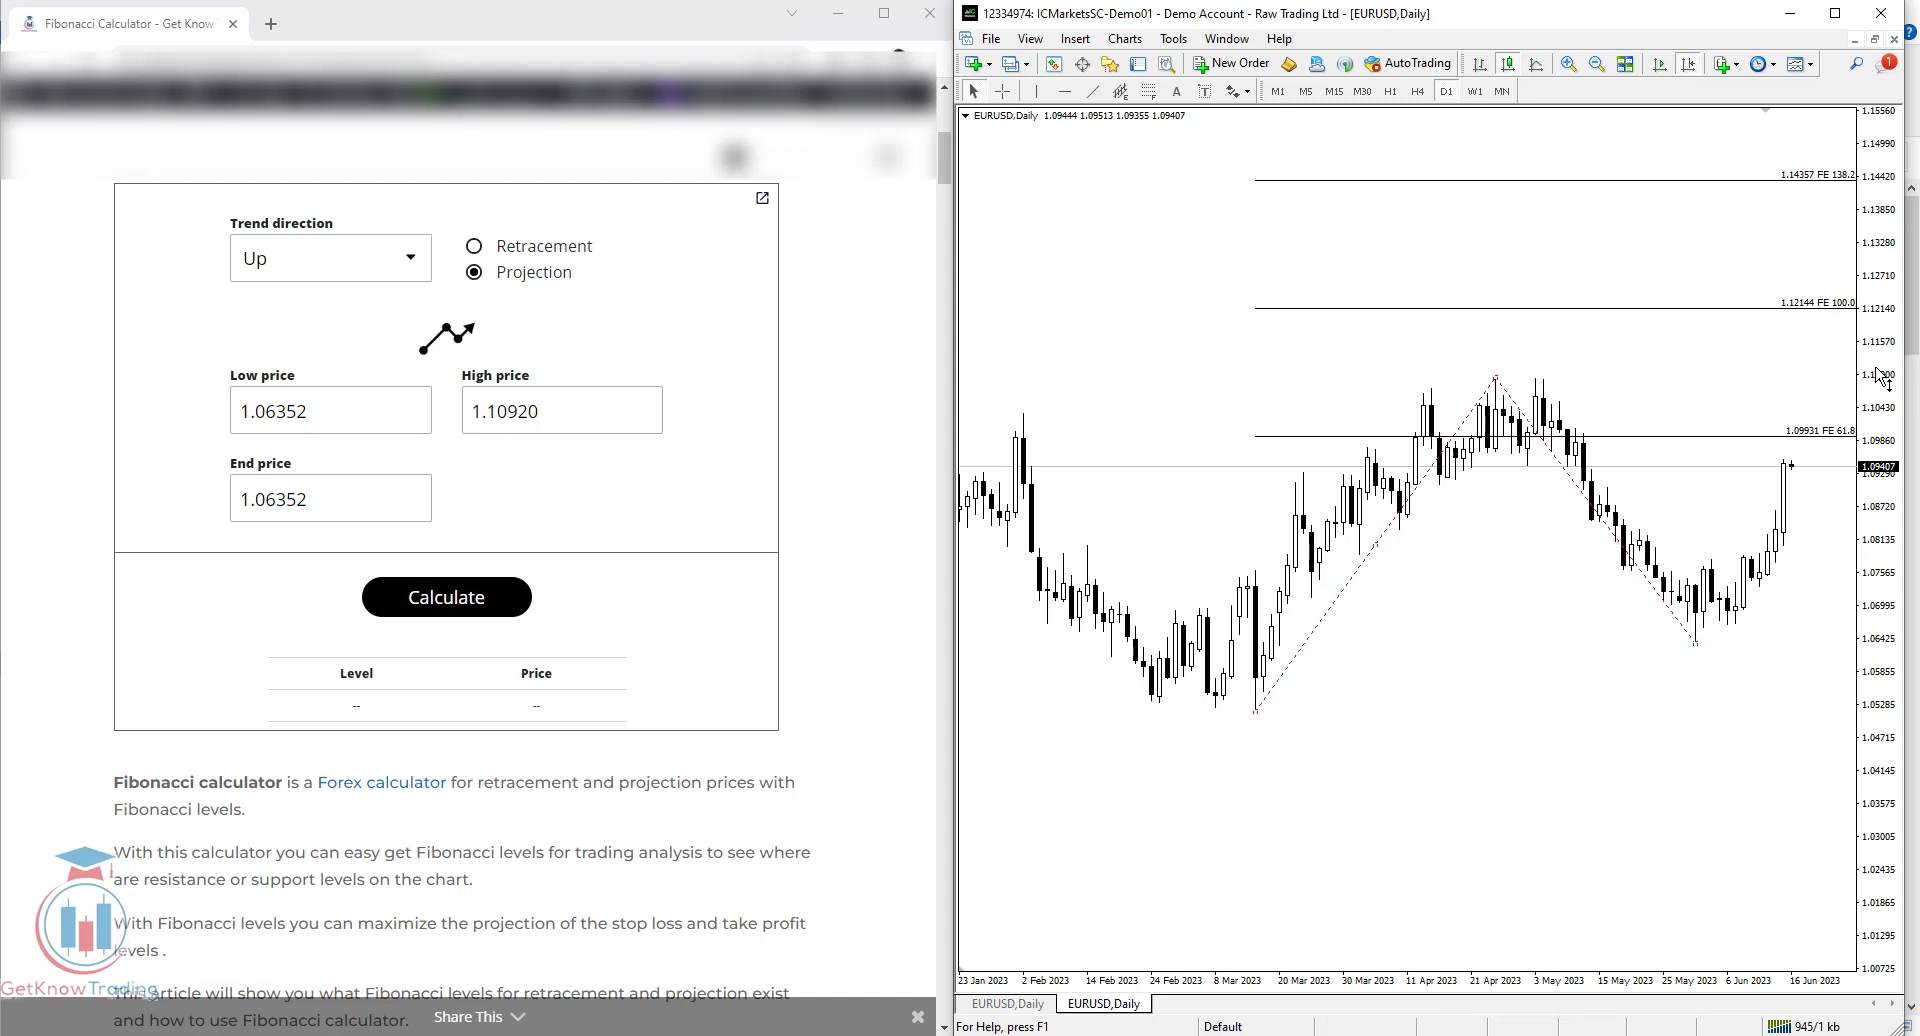 Fibonacci Calculator - Get Know
12334974: ICMarketsSC-Demo01 - Demo Account - Raw Trading Ltd - [EURUSD,Daily]
File View Insert Charts Tools Window Help
New Order AutoTrading 1
M1 M5 M15 M30 H1 H4 D1 W1 MN
EURUSD,Daily 1.09444 1.09513 1.09355 1.09407
Trend direction
Up
Retracement
Projection
Low price
High price
1.06352
1.10920
End price
1.06352
Calculate
Level Price
-- --
Fibonacci calculator is a Forex calculator for retracement and projection prices with
Fibonacci levels.
With this calculator you can easy get Fibonacci levels for trading analysis to see where
are resistance or support levels on the chart.
With Fibonacci levels you can maximize the projection of the stop loss and take profit
levels .
This article will show you what Fibonacci levels for retracement and projection exist
and how to use Fibonacci calculator.
GetKnowTrading
Share This
1.14357 FE 138.2
1.12144 FE 100.0
1.09931 FE 61.8
1.15560
1.14990
1.14420
1.13850
1.13280
1.12710
1.12140
1.11570
1.10430
1.09860
1.09407
1.09290
1.08720
1.08135
1.07565
1.06995
1.06425
1.05855
1.05285
1.04715
1.04145
1.03575
1.03005
1.02435
1.01865
1.01295
1.00725
23 Jan 2023 2 Feb 2023 14 Feb 2023 24 Feb 2023 8 Mar 2023 20 Mar 2023 30 Mar 2023 11 Apr 2023 21 Apr 2023 3 May 2023 15 May 2023 25 May 2023 6 Jun 2023 16 Jun 2023
EURUSD,Daily EURUSD,Daily
For Help, press F1 Default 945/1 kb